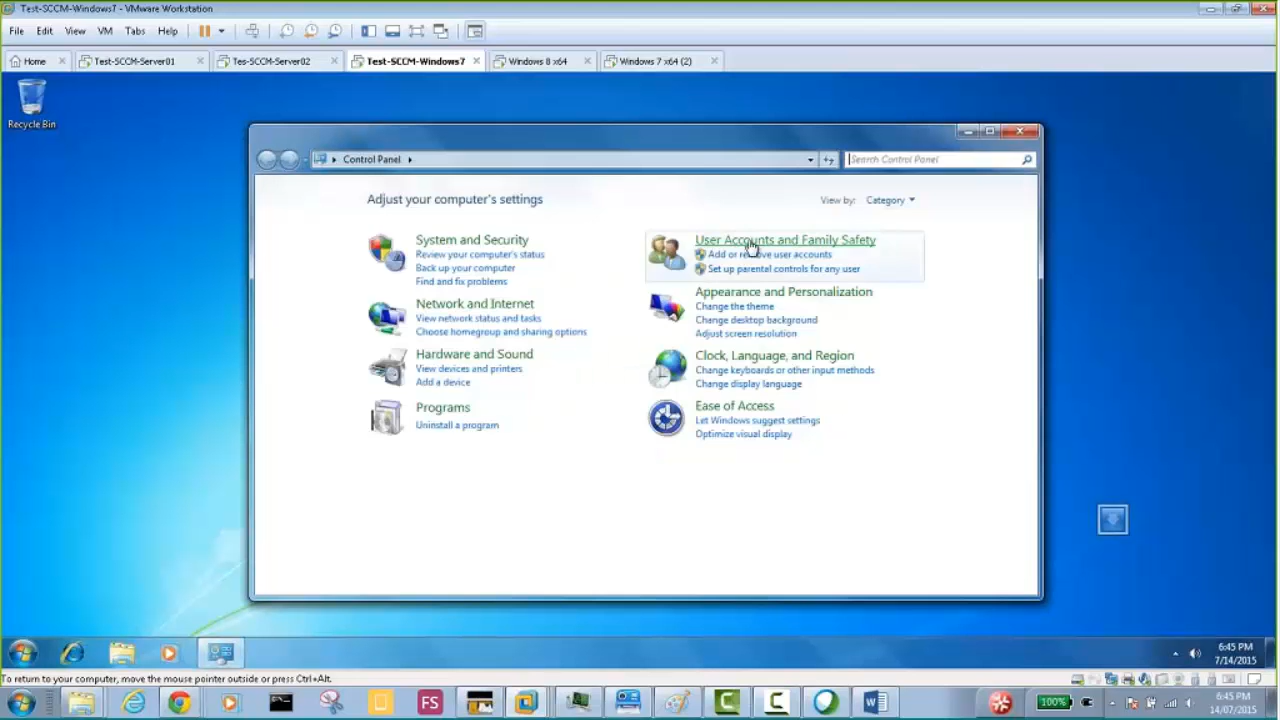 Test-SCCM-Windows7 - VMware Workstation
File Edit View VM Tabs Help
Home Test-SCCM-Server01 Tes-SCCM-Server02 Test-SCCM-Windows7 Windows 8 x64 Windows 7 x64 (2)
Recycle Bin
Control Panel
Search Control Panel
Adjust your computer's settings
View by: Category
System and Security
Review your computer's status
Back up your computer
Find and fix problems
Network and Internet
View network status and tasks
Choose homegroup and sharing options
Hardware and Sound
View devices and printers
Add a device
Programs
Uninstall a program
User Accounts and Family Safety
Add or remove user accounts
Set up parental controls for any user
Appearance and Personalization
Change the theme
Change desktop background
Adjust screen resolution
Clock, Language, and Region
Change keyboards or other input methods
Change display language
Ease of Access
Let Windows suggest settings
Optimize visual display
6:45 PM
7/14/2015
To return to your computer, move the mouse pointer outside or press Ctrl+Alt.
FS
100%
6:45 PM
14/07/2015